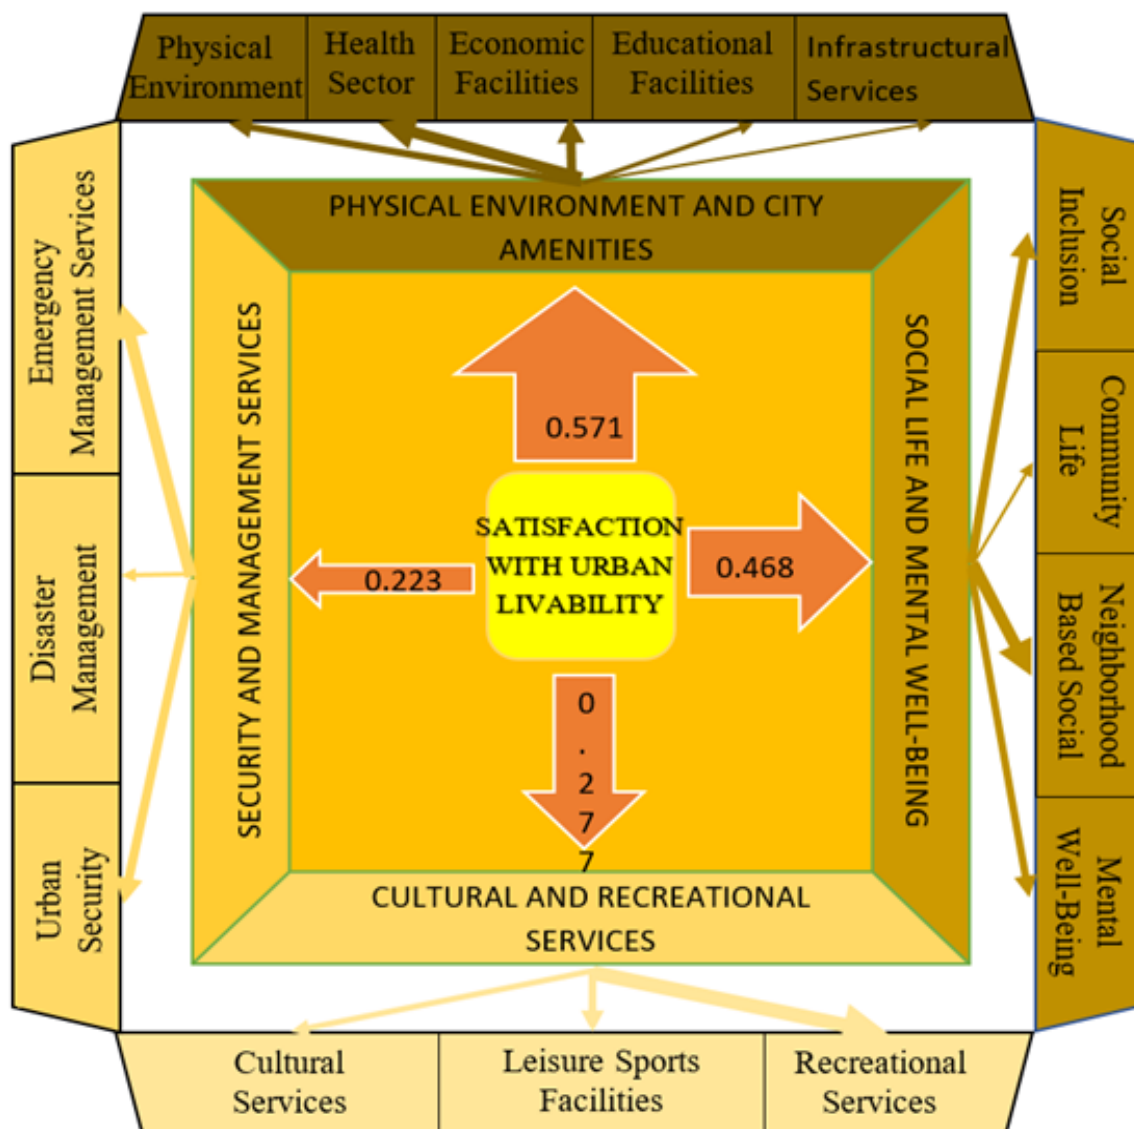 Physical
Environment
Health
Sector
Economic
Facilities
Educational
Facilities
Infrastructural
Services
Emergency
Management Services
Disaster
Management
Urban
Security
PHYSICAL ENVIRONMENT AND CITY
AMENITIES
SECURITY AND MANAGEMENT SERVICES
0.571
SATISFACTION
WITH URBAN
LIVABILITY
0.223
0.468
0.277
SOCIAL LIFE AND MENTAL WELL-BEING
CULTURAL AND RECREATIONAL
SERVICES
Social
Inclusion
Community
Life
Neighborhood
Based Social
Mental
Well-Being
Cultural
Services
Leisure Sports
Facilities
Recreational
Services